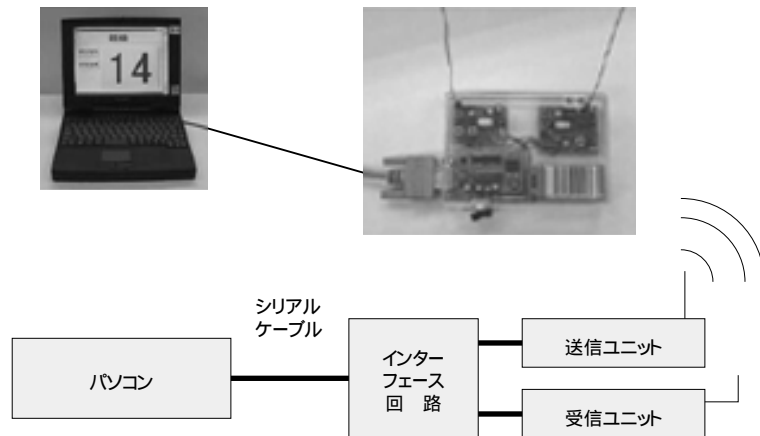 14
シリアル
ケーブル
パソコン
インター
フェース
回　路
送信ユニット
受信ユニット